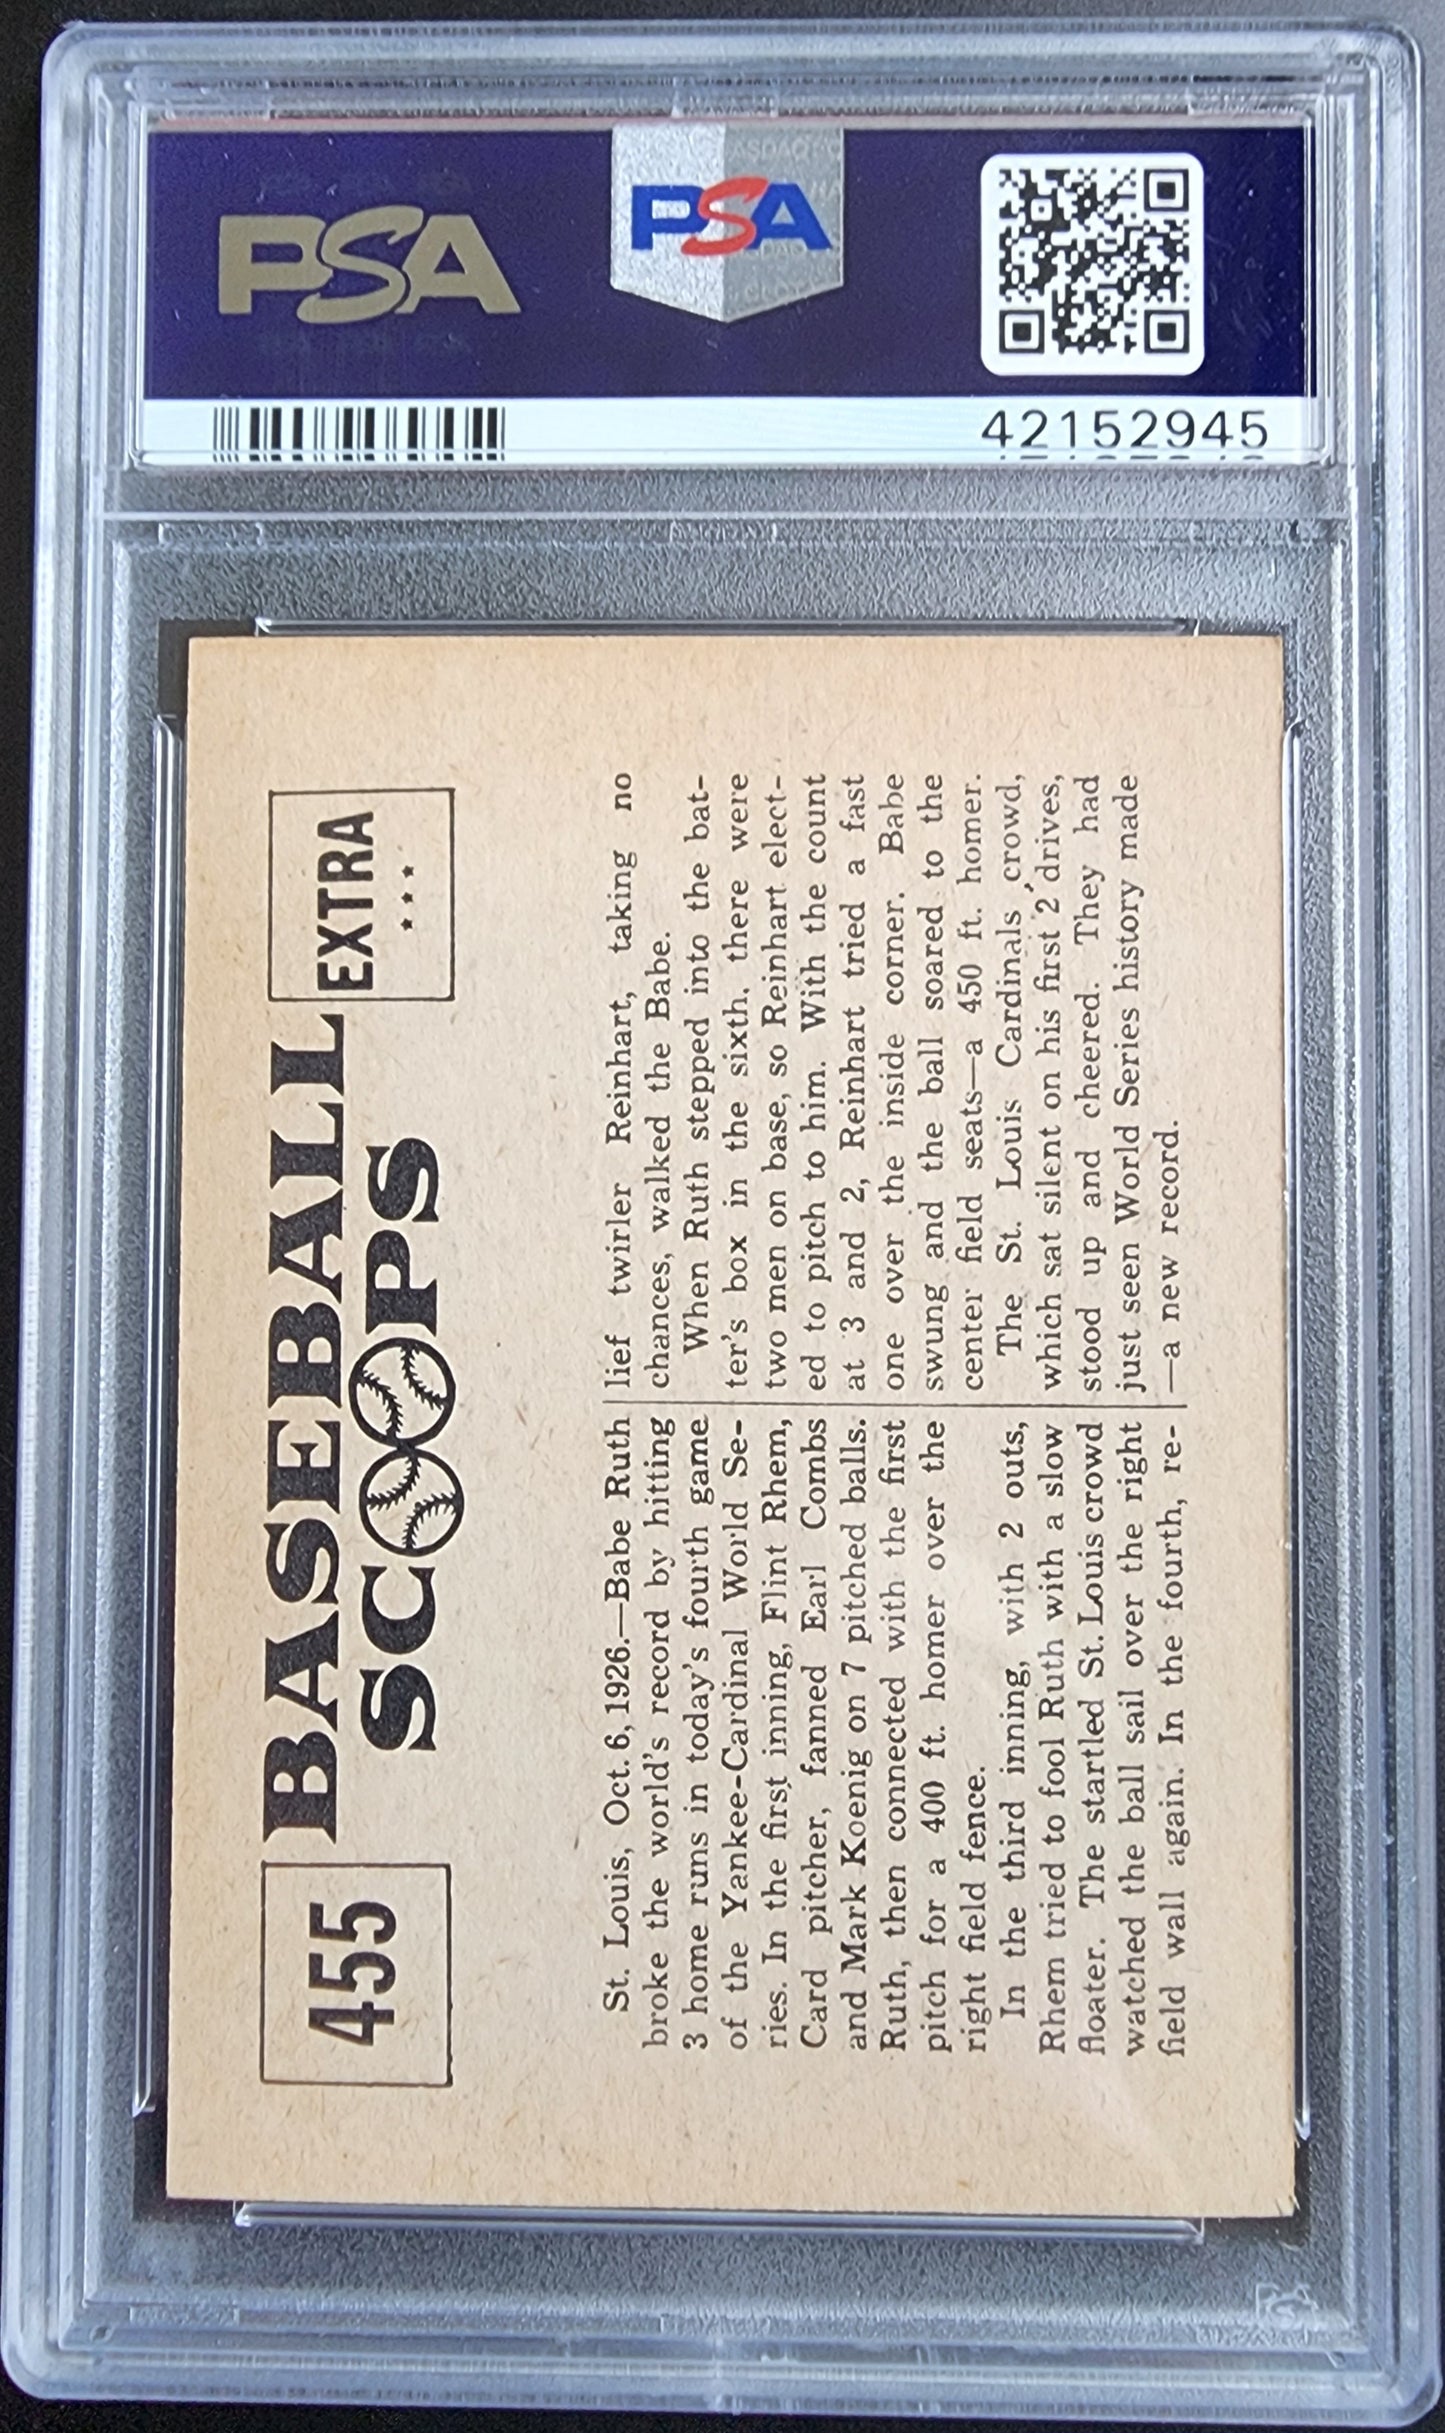 PSA
PSA
42152945
455
BASEBALL
SCOOPS
EXTRA
St. Louis, Oct. 6, 1926.—Babe Ruth
broke the world's record by hitting
3 home runs in today's fourth game
of the Yankee-Cardinal World Se-
ries. In the first inning, Flint Rhem,
Card pitcher, fanned Earl Combs
and Mark Koenig on 7 pitched balls.
Ruth, then connected with the first
pitch for a 400 ft. homer over the
right field fence.
In the third inning, with 2 outs,
Rhem tried to fool Ruth with a slow
floater. The startled St. Louis crowd
watched the ball sail over the right
field wall again. In the fourth, re-
lief twirler Reinhart, taking no
chances, walked the Babe.
When Ruth stepped into the bat-
ter's box in the sixth, there were
two men on base, so Reinhart elect-
ed to pitch to him. With the count
at 3 and 2, Reinhart tried a fast
one over the inside corner. Babe
swung and the ball soared to the
center field seats—a 450 ft. homer.
The St. Louis Cardinals crowd,
which sat silent on his first 2 drives,
stood up and cheered. They had
just seen World Series history made
—a new record.